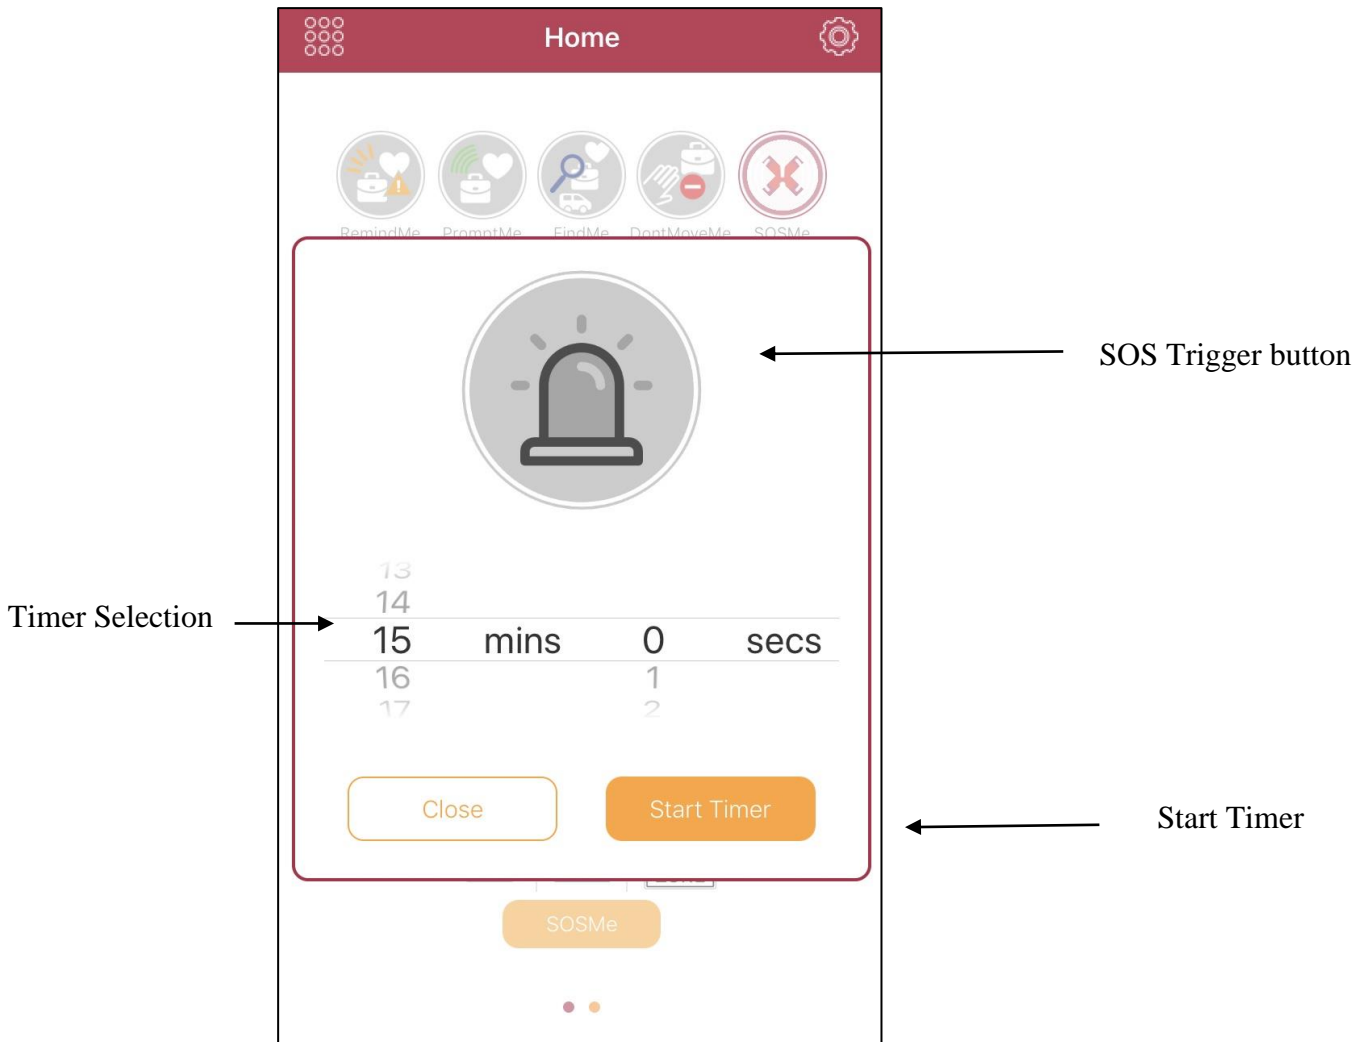 Home
RemindMe PromptMe FindMe DontMoveMe SOSMe
SOS Trigger button
13
14
Timer Selection
15 mins 0 secs
16 1
17 2
Close Start Timer
Start Timer
SOSMe